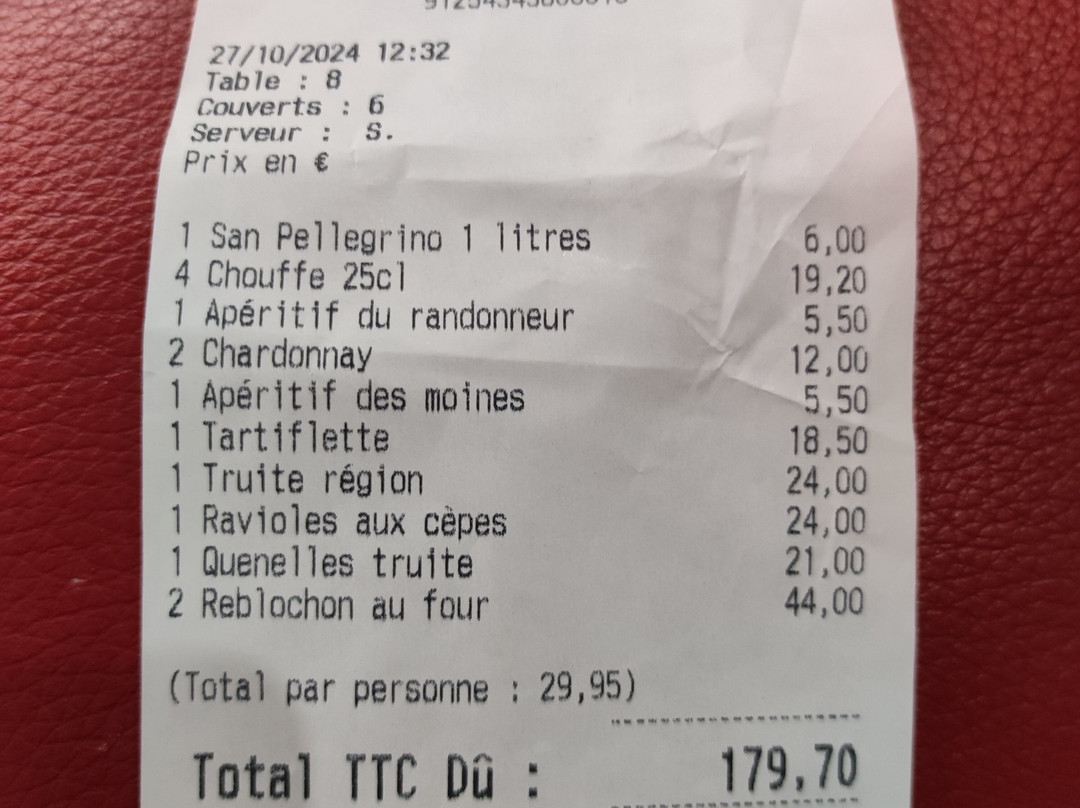 27/10/2024 12:32
Table : 8
Couverts : 6
Serveur : S.
Prix en €
1 San Pellegrino 1 litres 6,00
4 Chouffe 25cl 19,20
1 Apéritif du randonneur 5,50
2 Chardonnay 12,00
1 Apéritif des moines 5,50
1 Tartiflette 18,50
1 Truite région 24,00
1 Ravioles aux cèpes 24,00
1 Quenelles truite 21,00
2 Reblochon au four 44,00
(Total par personne : 29,95)
Total TTC Dû : 179,70